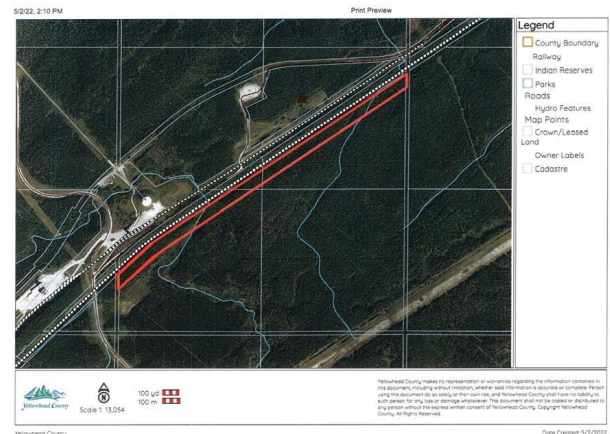 5/2/22, 2:10 PM
Print Preview
Legend
County Boundary
Railway
Indian Reserves
Parks
Roads
Hydro Features
Map Points
Crown/Leased
Land
Owner Labels
Cadastre
Yellowhead County
N
Scale 1: 13,054
100 yd
100 m
Yellowhead County makes no representation or warranties regarding the information contained in
this document, including without limitation, whether said information is accurate or complete. Person
using this document do so solely at their own risk, and Yellowhead County shall have no liability to
such person for any loss or damage whatsoever. This document shall not be copied or distributed to
any person without the express written consent of Yellowhead County. Copyright Yellowhead
County. All Rights Reserved.
Yellowhead County
Date Created: 5/2/2022